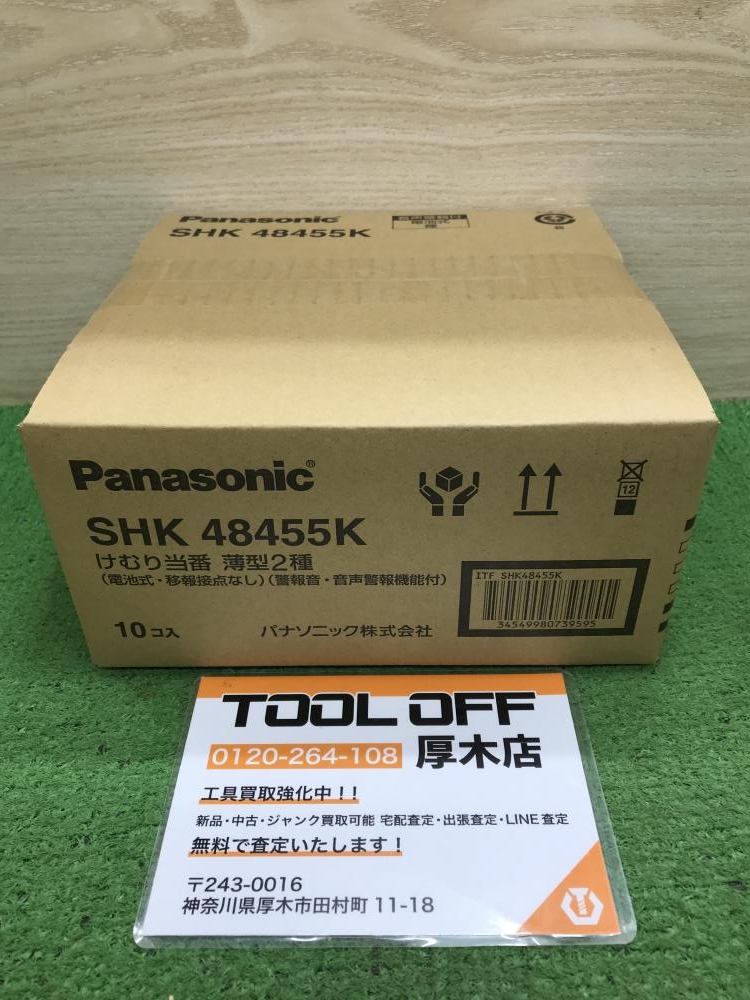 Panasonic
SHK 48455K
電池式
Panasonic®
SHK 48455K
けむり当番 薄型2種
(電池式・移報接点なし)(警報音・音声警報機能付)
10コ入
パナソニック株式会社
12
ITF SHK48455K
34549980739595
TOOL OFF
0120-264-108 厚木店
工具買取強化中!!
新品・中古・ジャンク買取可能 宅配査定・出張査定・LINE査定
無料で査定いたします!
〒243-0016
神奈川県厚木市田村町 11-18